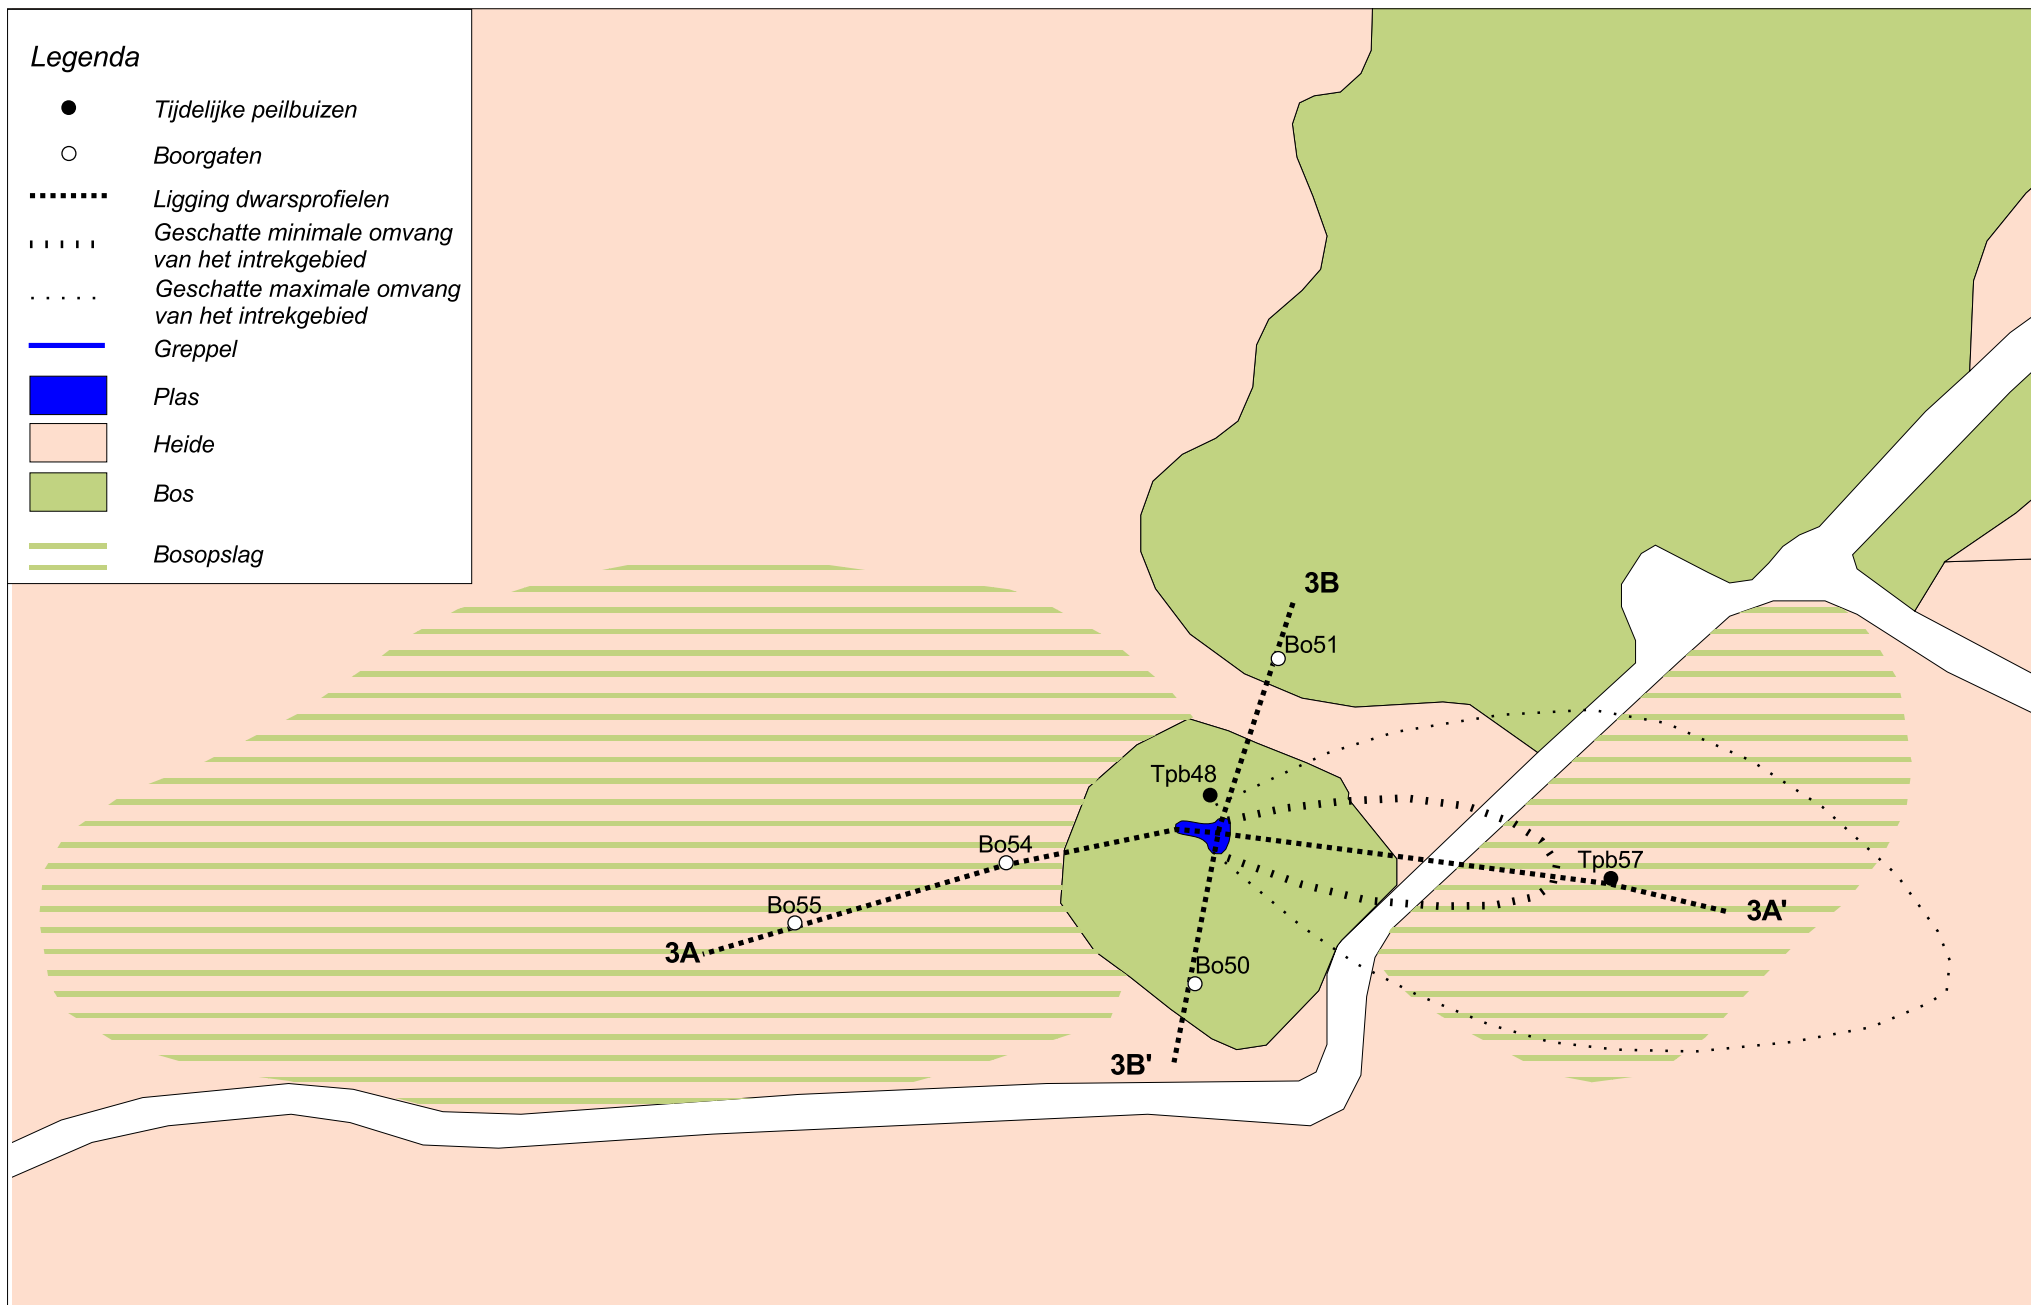 Legenda
Tijdelijke peilbuizen
Boorgaten
Ligging dwarsprofielen
Geschatte minimale omvang
van het intrekgebied
Geschatte maximale omvang
van het intrekgebied
Greppel
Plas
Heide
Bos
Bosopslag
3B
Bo51
Tpb48
Bo54
Tpb57
Bo55
3A'
3A
Bo50
3B'